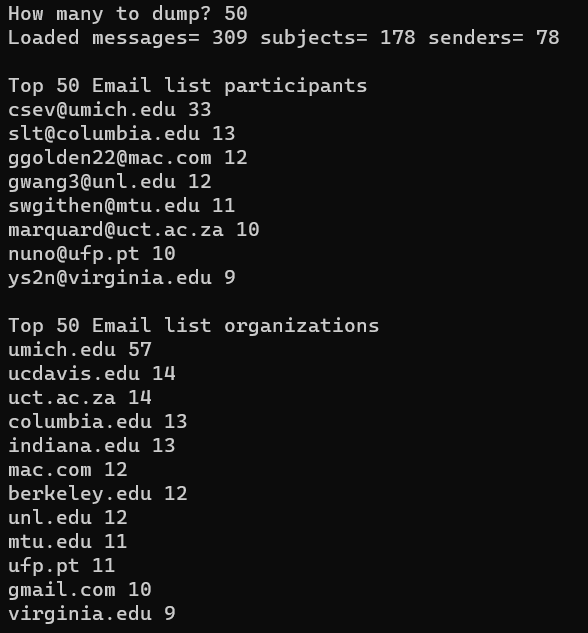 How many to dump? 50
Loaded messages= 309 subjects= 178 senders= 78
Top 50 Email list participants
csev@umich.edu 33
slt@columbia.edu 13
ggolden22@mac.com 12
gwang3@unl.edu 12
swgithen@mtu.edu 11
marquard@uct.ac.za 10
nuno@ufp.pt 10
ys2n@virginia.edu 9
Top 50 Email list organizations
umich.edu 57
ucdavis.edu 14
uct.ac.za 14
columbia.edu 13
indiana.edu 13
mac.com 12
berkeley.edu 12
unl.edu 12
mtu.edu 11
ufp.pt 11
gmail.com 10
virginia.edu 9